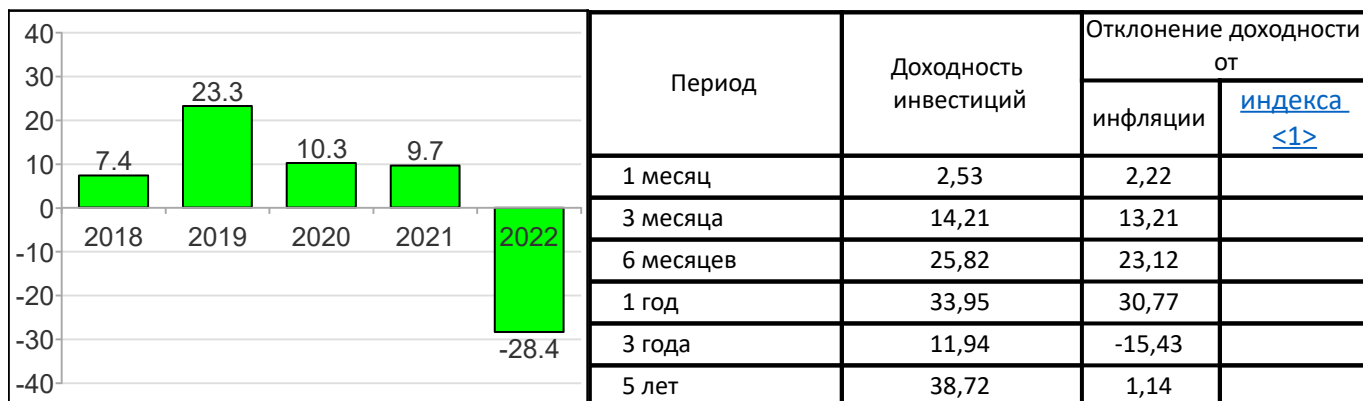 40
30
20
10
0
-10
-20
-30
-40
7.4
23.3
10.3
9.7
-28.4
2018 2019 2020 2021 2022
Период
Доходность
инвестиций
Отклонение доходности
от
инфляции
индекса
<1>
1 месяц 2,53 2,22
3 месяца 14,21 13,21
6 месяцев 25,82 23,12
1 год 33,95 30,77
3 года 11,94 -15,43
5 лет 38,72 1,14